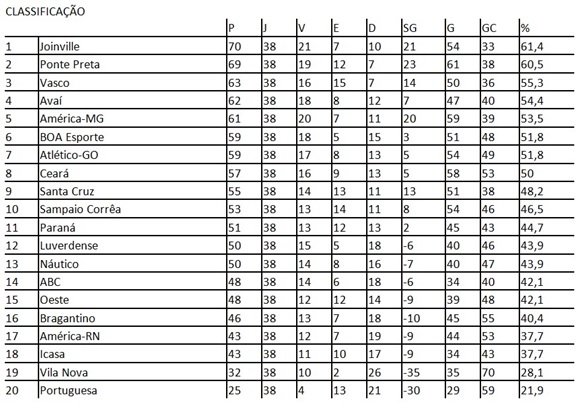 CLASSIFICAÇÃO
P J V E D SG G GC %
1 Joinville 70 38 21 7 10 21 54 33 61,4
2 Ponte Preta 69 38 19 12 7 23 61 38 60,5
3 Vasco 63 38 16 15 7 14 50 36 55,3
4 Avaí 62 38 18 8 12 7 47 40 54,4
5 América-MG 61 38 20 7 11 20 59 39 53,5
6 BOA Esporte 59 38 18 5 15 3 51 48 51,8
7 Atlético-GO 59 38 17 8 13 5 54 49 51,8
8 Ceará 57 38 16 9 13 5 58 53 50
9 Santa Cruz 55 38 14 13 11 13 51 38 48,2
10 Sampaio Corrêa 53 38 13 14 11 8 54 46 46,5
11 Paraná 51 38 13 12 13 2 45 43 44,7
12 Luverdense 50 38 15 5 18 -6 40 46 43,9
13 Náutico 50 38 14 8 16 -7 40 47 43,9
14 ABC 48 38 14 6 18 -6 34 40 42,1
15 Oeste 48 38 12 12 14 -9 39 48 42,1
16 Bragantino 46 38 13 7 18 -10 45 55 40,4
17 América-RN 43 38 12 7 19 -9 44 53 37,7
18 Icasa 43 38 11 10 17 -9 34 43 37,7
19 Vila Nova 32 38 10 2 26 -35 35 70 28,1
20 Portuguesa 25 38 4 13 21 -30 29 59 21,9